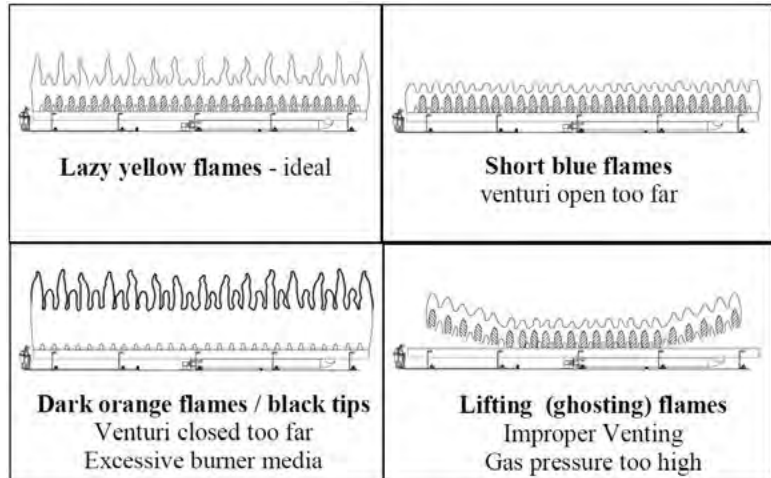 Lazy yellow flames - ideal
Short blue flames
venturi open too far
Dark orange flames / black tips
Venturi closed too far
Excessive burner media
Lifting (ghosting) flames
Improper Venting
Gas pressure too high